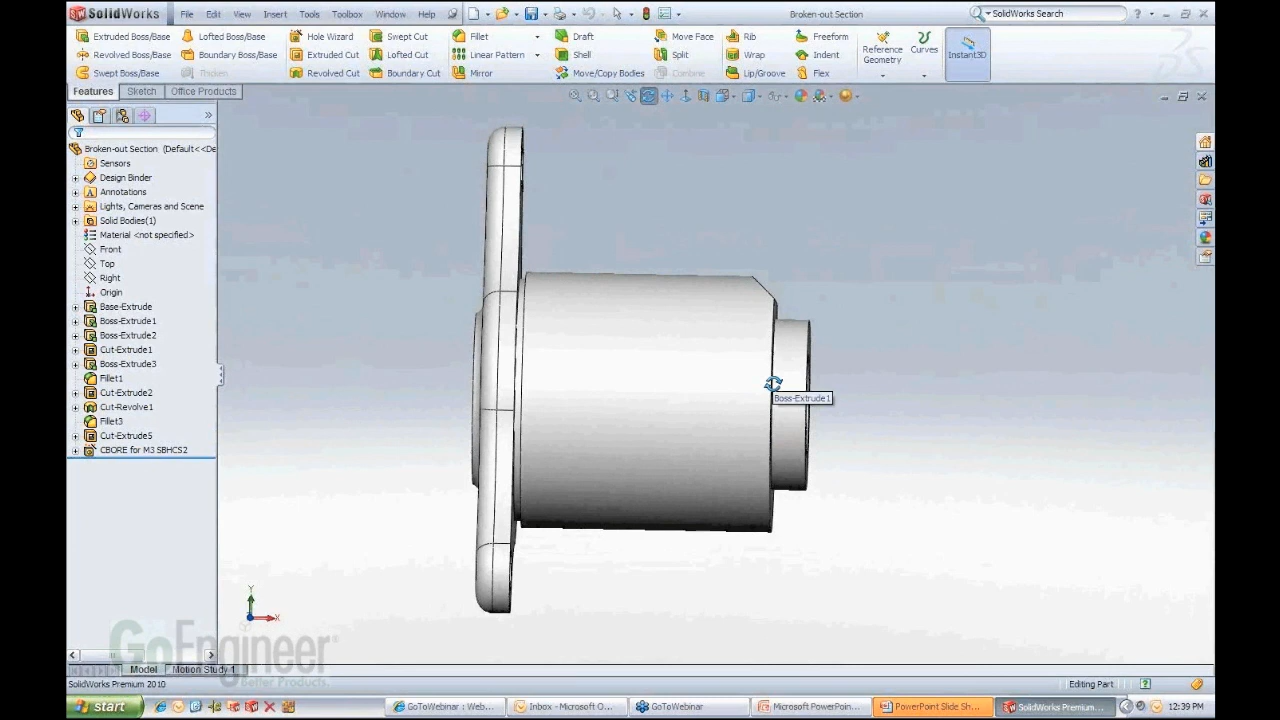 SolidWorks File Edit View Insert Tools Toolbox Window Help Broken-out Section SolidWorks Search
Extruded Boss/Base Lofted Boss/Base Hole Wizard Swept Cut Fillet Draft Move Face Rib Freeform
Revolved Boss/Base Boundary Boss/Base Extruded Cut Lofted Cut Linear Pattern Shell Split Wrap Indent Reference Geometry Curves Instant3D
Swept Boss/Base Thicken Revolved Cut Boundary Cut Mirror Move/Copy Bodies Combine Lip/Groove Flex
Features Sketch Office Products
Broken-out Section (Default<<De
Sensors
Design Binder
Annotations
Lights, Cameras and Scene
Solid Bodies(1)
Material <not specified>
Front
Top
Right
Origin
Base-Extrude
Boss-Extrude1
Boss-Extrude2
Cut-Extrude1
Boss-Extrude3
Fillet1
Cut-Extrude2
Cut-Revolve1
Fillet3
Cut-Extrude5
CBORE for M3 SBHCS2
Boss-Extrude1
Y
X
GoEngineer
Better Products.
Model Motion Study 1
SolidWorks Premium 2010 Editing Part
start GoToWebinar : Web... Inbox - Microsoft O... GoToWebinar Microsoft PowerPoin... PowerPoint Slide Sh... SolidWorks Premium... 12:39 PM